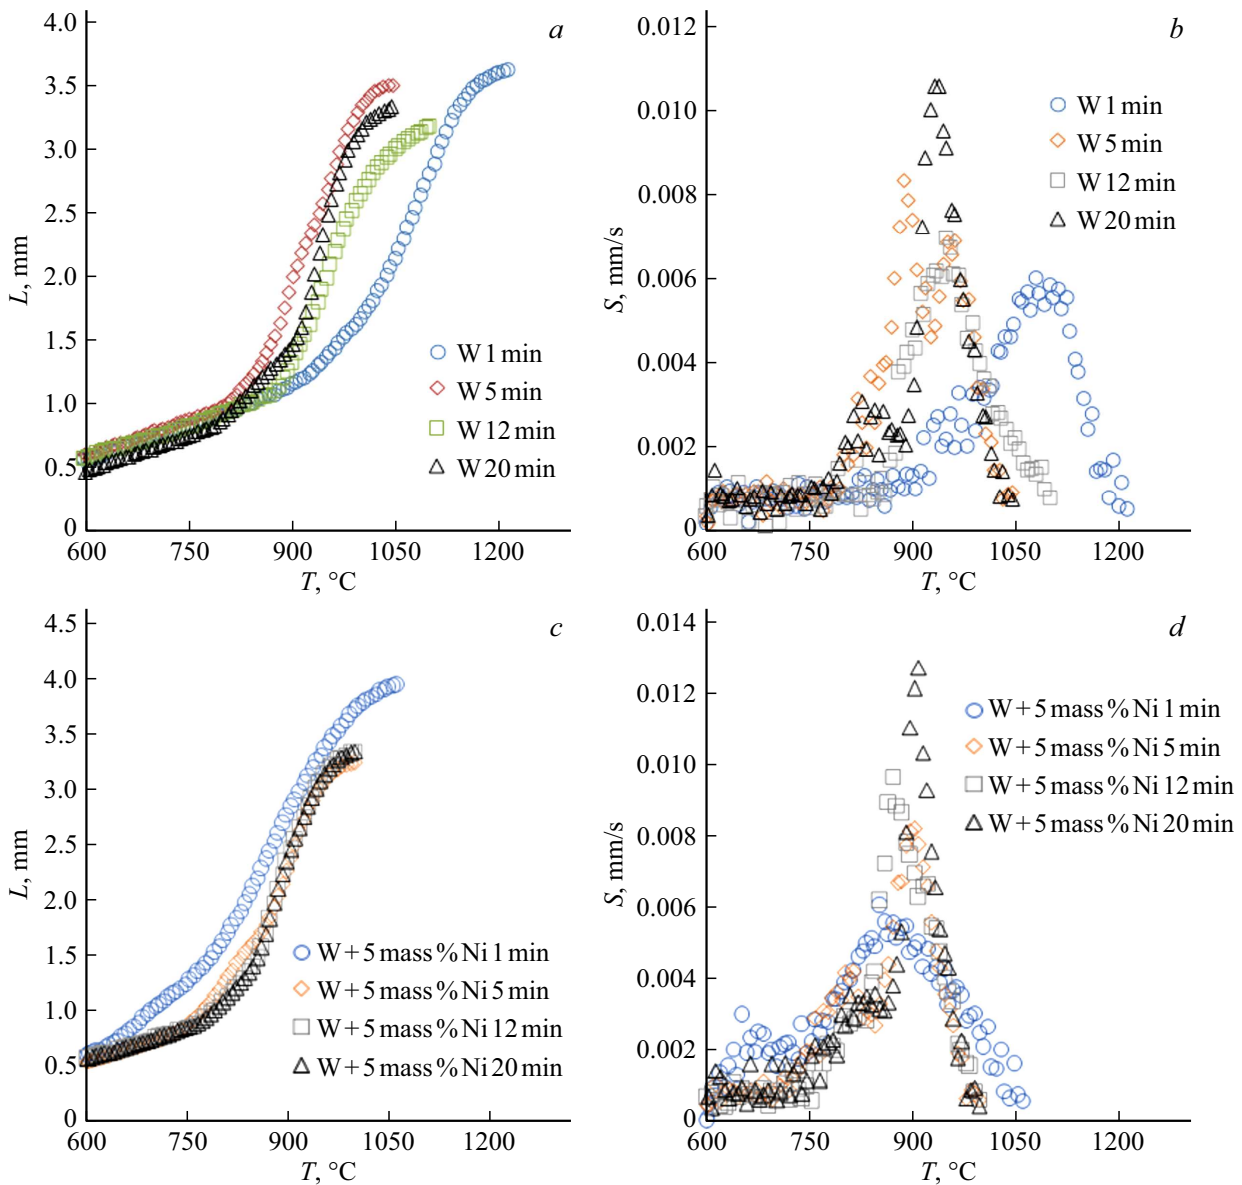 a
4.0
3.5
3.0
2.5
2.0
1.5
1.0
0.5
0
L, mm
600 750 900 1050 1200
T, °C
W 1 min
W 5 min
W 12 min
W 20 min
b
0.012
0.010
0.008
0.006
0.004
0.002
0
S, mm/s
600 750 900 1050 1200
T, °C
W 1 min
W 5 min
W 12 min
W 20 min
c
4.5
4.0
3.5
3.0
2.5
2.0
1.5
1.0
0.5
0
L, mm
600 750 900 1050 1200
T, °C
W + 5 mass % Ni 1 min
W + 5 mass % Ni 5 min
W + 5 mass % Ni 12 min
W + 5 mass % Ni 20 min
d
0.014
0.012
0.010
0.008
0.006
0.004
0.002
0
S, mm/s
600 750 900 1050 1200
T, °C
W + 5 mass % Ni 1 min
W + 5 mass % Ni 5 min
W + 5 mass % Ni 12 min
W + 5 mass % Ni 20 min